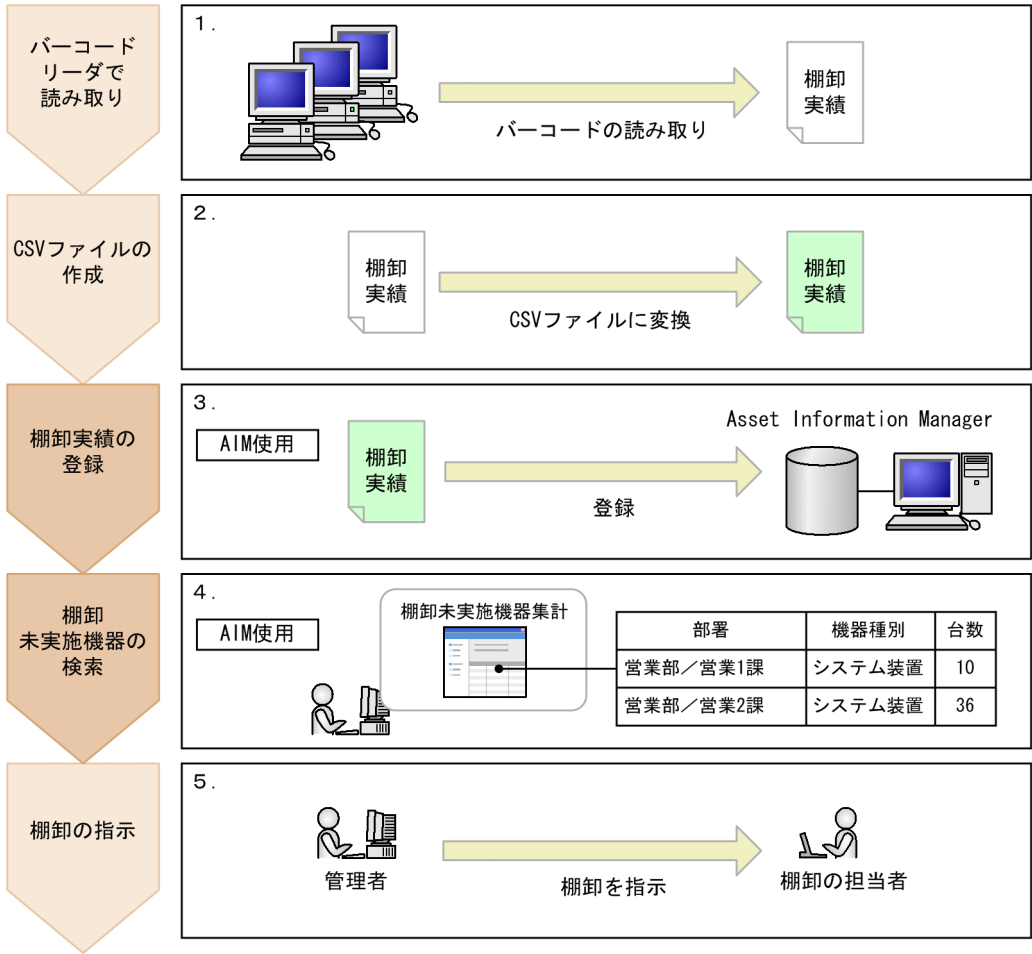 バーコード
リーダで
読み取り
1.
バーコードの読み取り
棚卸
実績
CSVファイルの
作成
2.
棚卸
実績
CSVファイルに変換
棚卸
実績
棚卸実績の
登録
3.
AIM使用
棚卸
実績
登録
Asset Information Manager
棚卸
未実施機器の
検索
4.
AIM使用
棚卸未実施機器集計
部署 機器種別 台数
営業部／営業1課 システム装置 10
営業部／営業2課 システム装置 36
棚卸の指示
5.
管理者
棚卸を指示
棚卸の担当者